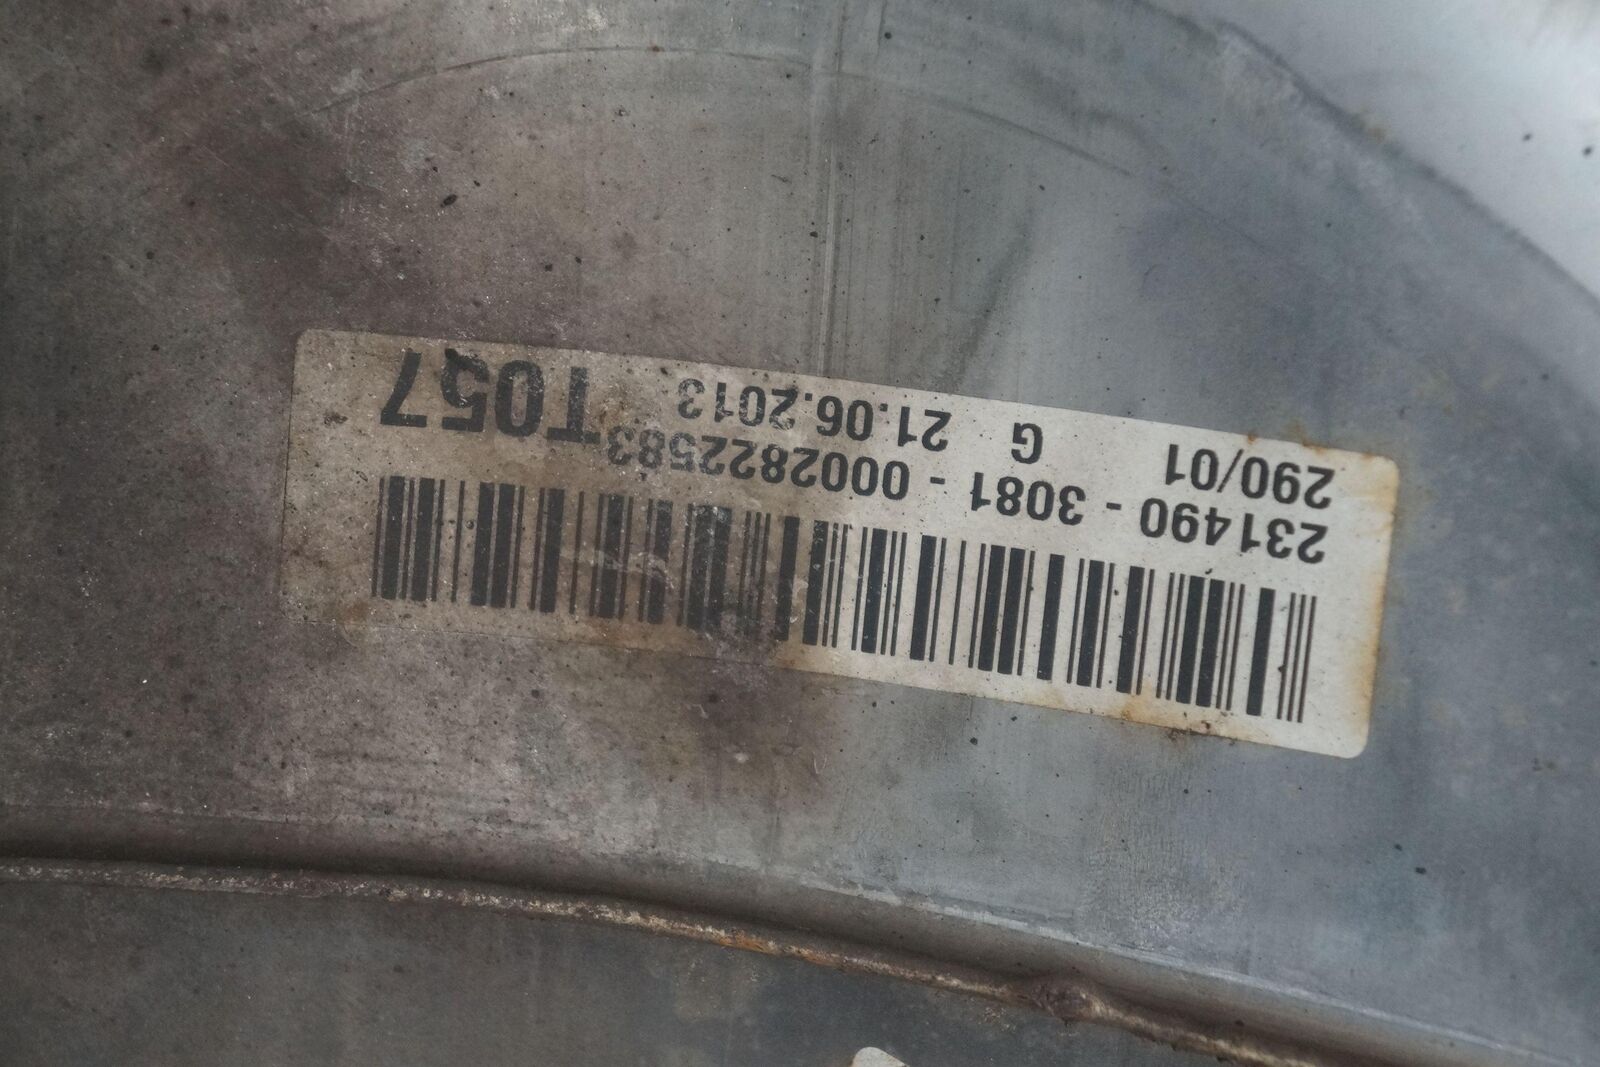 231490 - 3081 - 0002822583
290/01 G 21.06.2013 T057